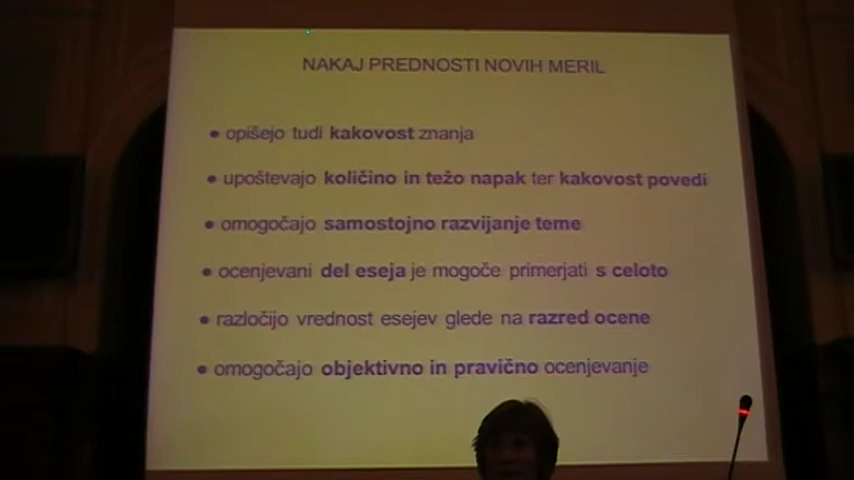 NAKAJ PREDNOSTI NOVIH MERIL
• opišejo tudi kakovost znanja
• upoštevajo količino in težo napak ter kakovost povedi
• omogočajo samostojno razvijanje teme
• ocenjevani del eseja je mogoče primerjati s celoto
• razločijo vrednost esejev glede na razred ocene
• omogočajo objektivno in pravično ocenjevanje